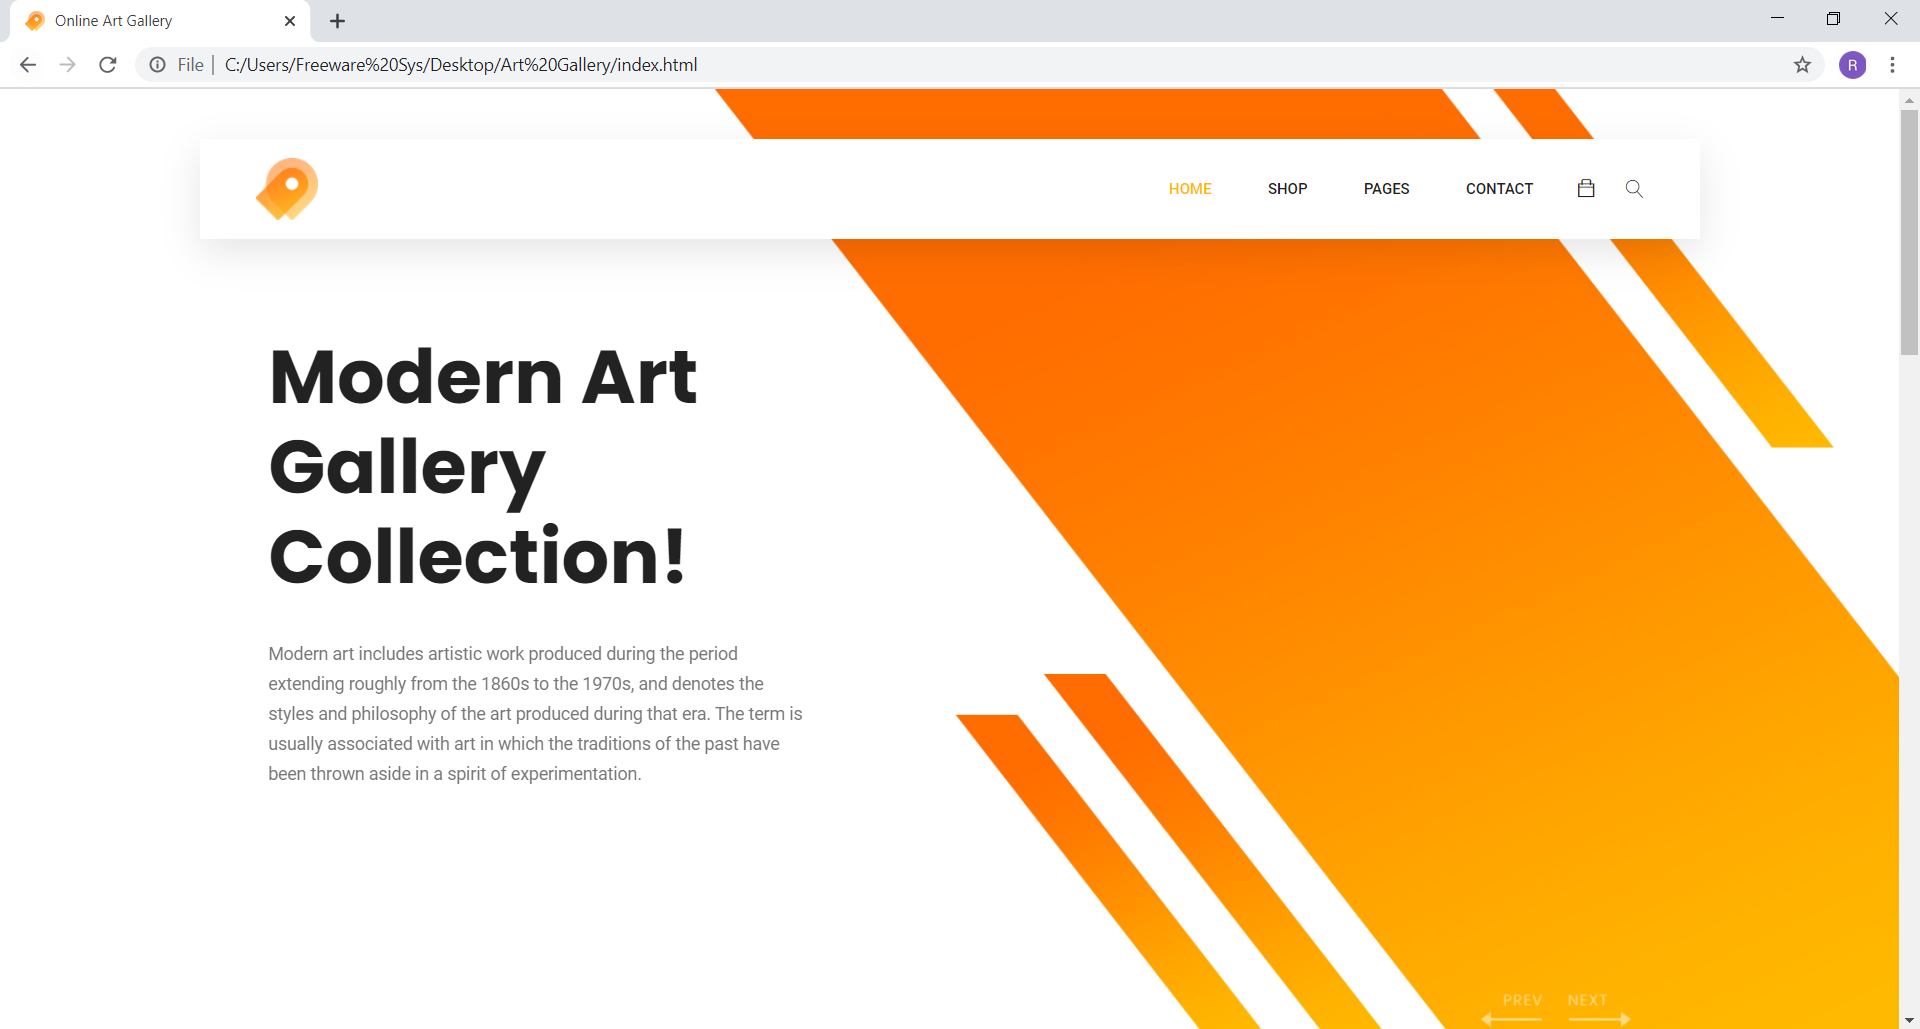 Online Art Gallery
File | C:/Users/Freeware%20Sys/Desktop/Art%20Gallery/index.html
R
HOME SHOP PAGES CONTACT
Modern Art
Gallery
Collection!
Modern art includes artistic work produced during the period
extending roughly from the 1860s to the 1970s, and denotes the
styles and philosophy of the art produced during that era. The term is
usually associated with art in which the traditions of the past have
been thrown aside in a spirit of experimentation.
PREV NEXT